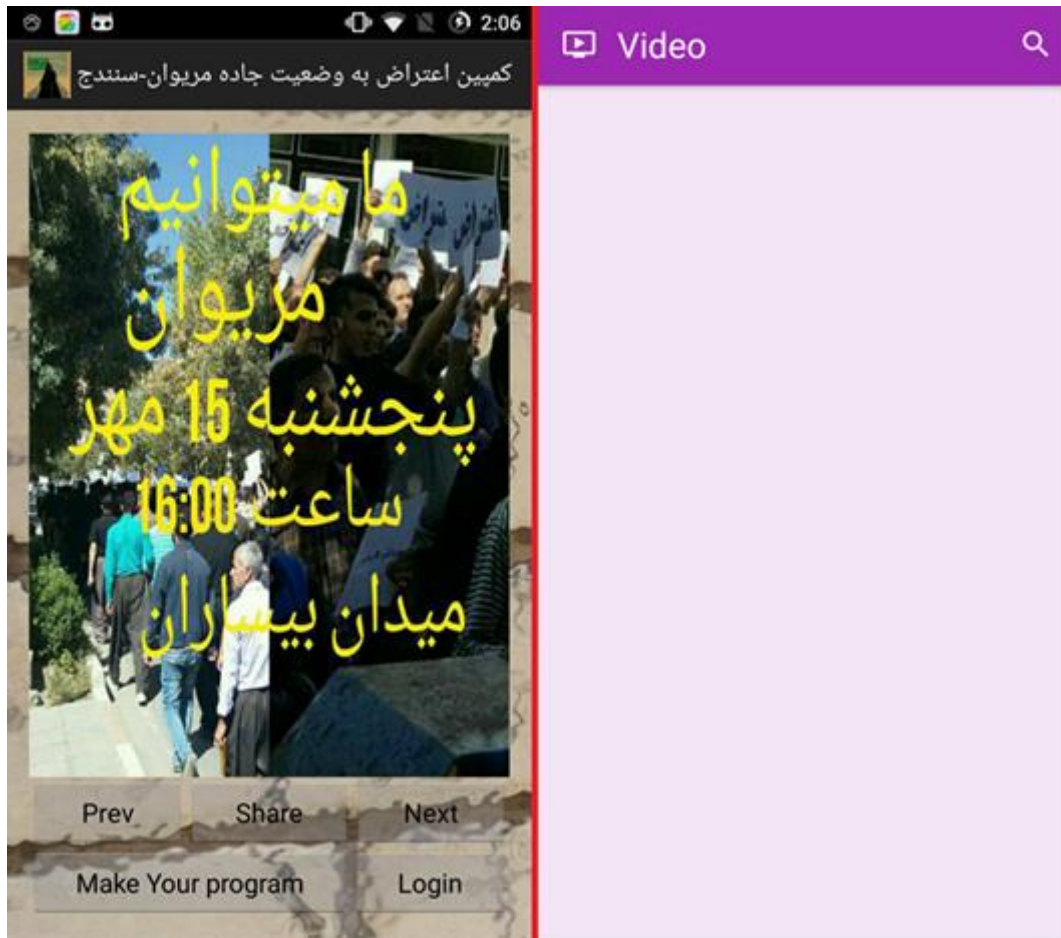 2:06
کمپین اعتراض به وضعیت جاده مریوان-سنندج
ما میتوانیم
مریوان
پنجشنبه 15 مهر
ساعت 16:00
میدان بیساران
Prev Share Next
Make Your program Login
Video